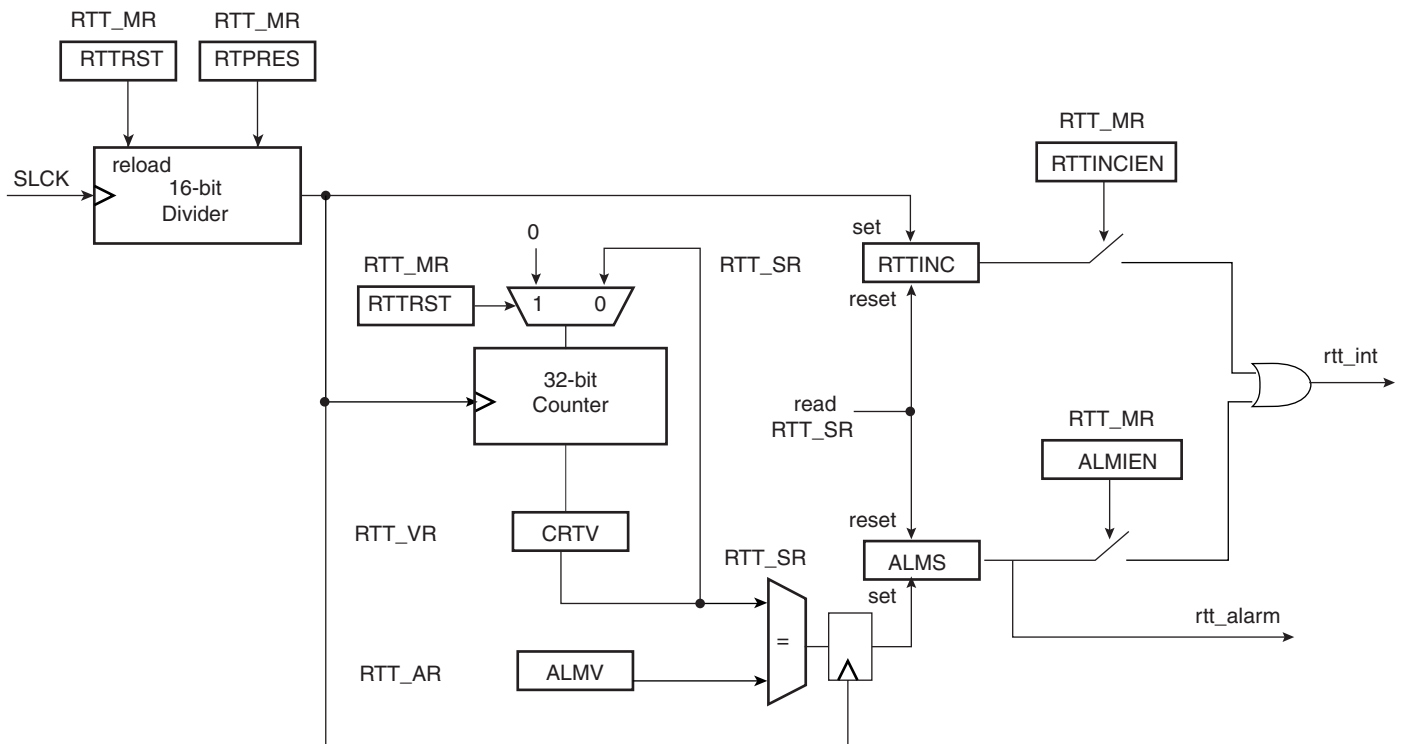 RTT_MR
RTT_MR
RTTRST
RTPRES
RTT_MR
RTTINCIEN
reload
SLCK
16-bit
Divider
set
0
RTT_MR
RTT_SR
RTTINC
RTTRST
1
0
reset
32-bit
Counter
rtt_int
read
RTT_SR
RTT_MR
ALMIEN
reset
RTT_VR
CRTV
RTT_SR
ALMS
set
rtt_alarm
=
RTT_AR
ALMV